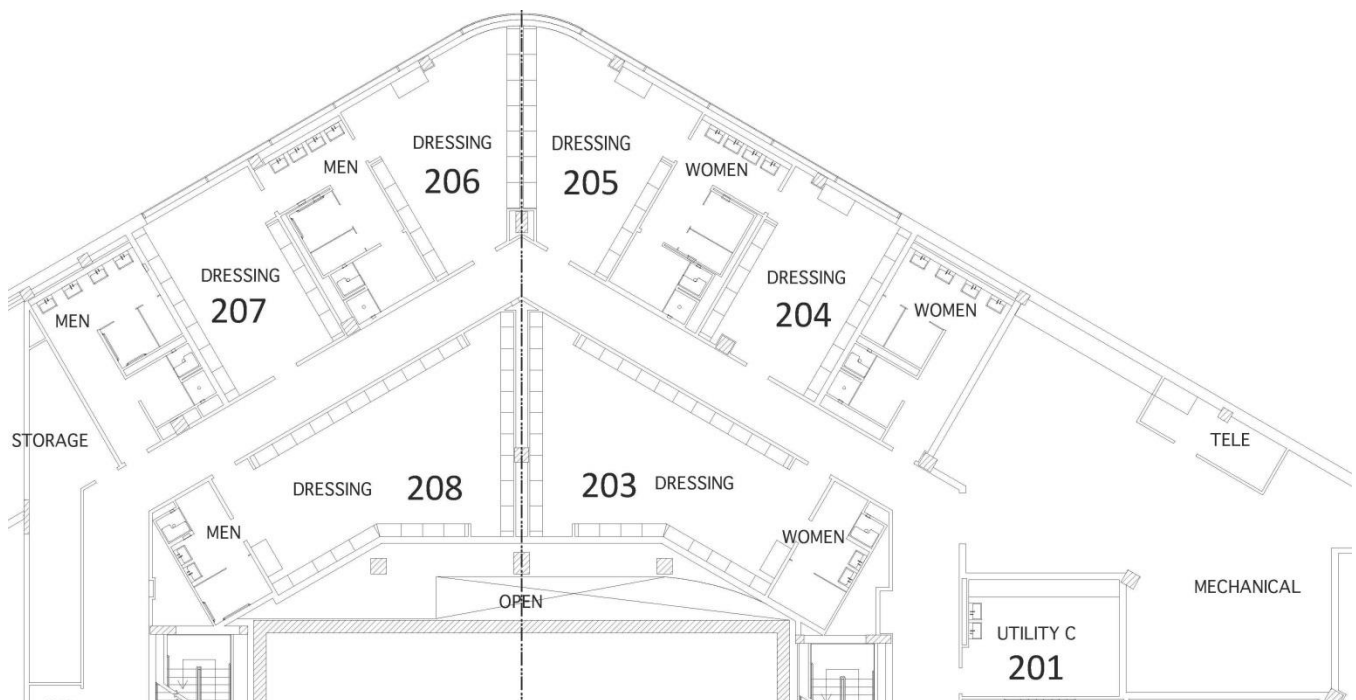 DRESSING
206
DRESSING
205
MEN
WOMEN
DRESSING
207
DRESSING
204
MEN
WOMEN
STORAGE
TELE
DRESSING 208
203 DRESSING
MEN
WOMEN
MECHANICAL
OPEN
UTILITY C
201